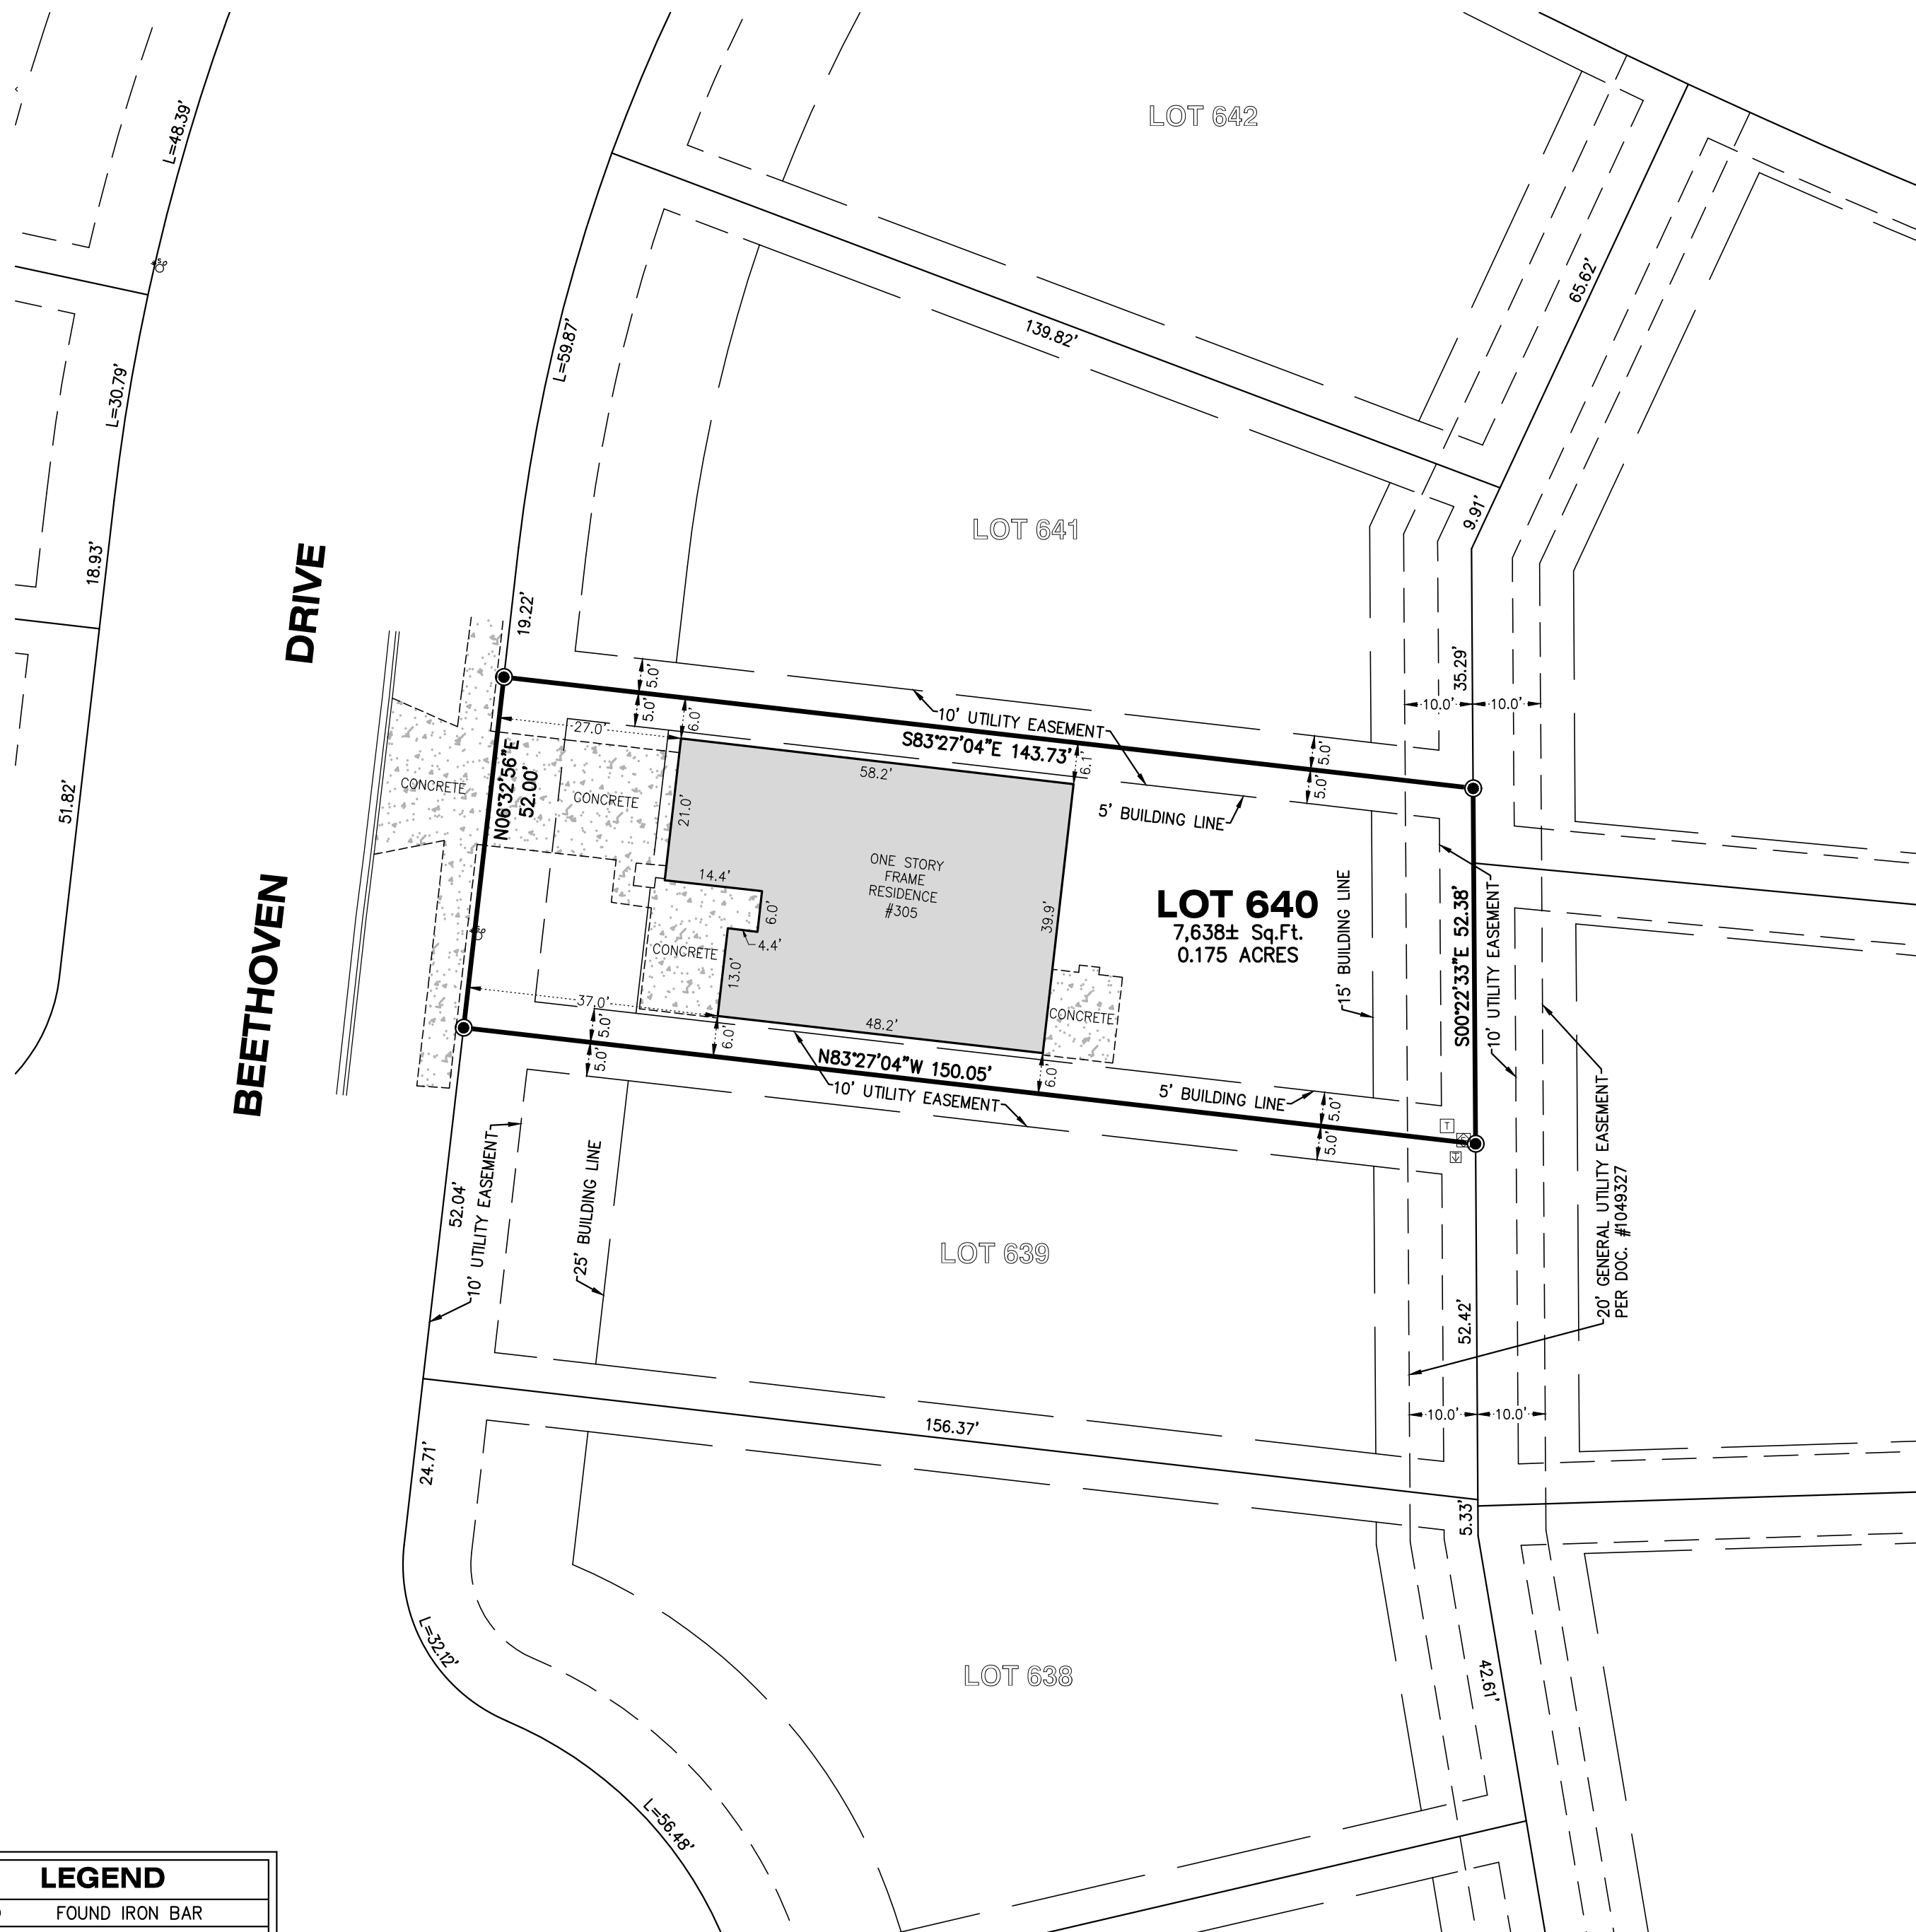 LOT 642
L=48.39'
65.62'
139.82'
L=59.87'
L=30.79'
9.91'
LOT 641
18.93'
DRIVE
19.22'
35.29'
5.0'
5.0'
6.0'
10.0'
10.0'
10' UTILITY EASEMENT
27.0'
S83°27'04"E 143.73'
6.1'
5.0'
5.0'
58.2'
N06°32'56"E
52.00'
CONCRETE
CONCRETE
21.0'
5' BUILDING LINE
51.82'
ONE STORY
FRAME
RESIDENCE
#305
14.4'
6.0'
4.4'
39.9'
LOT 640
7,638± Sq.Ft.
0.175 ACRES
15' BUILDING LINE
S00°22'33"E 52.38'
10' UTILITY EASEMENT
BEETHOVEN
CONCRETE
13.0'
37.0'
48.2'
CONCRETE
5.0'
5.0'
6.0'
N83°27'04"W 150.05'
6.0'
10' UTILITY EASEMENT
5' BUILDING LINE
5.0'
5.0'
T
52.04'
10' UTILITY EASEMENT
25' BUILDING LINE
20' GENERAL UTILITY EASEMENT
PER DOC. #1049327
LOT 639
52.42'
10.0'
10.0'
156.37'
24.71'
5.33'
L=32.12'
LOT 638
42.61'
L=56.48'
LEGEND
FOUND IRON BAR